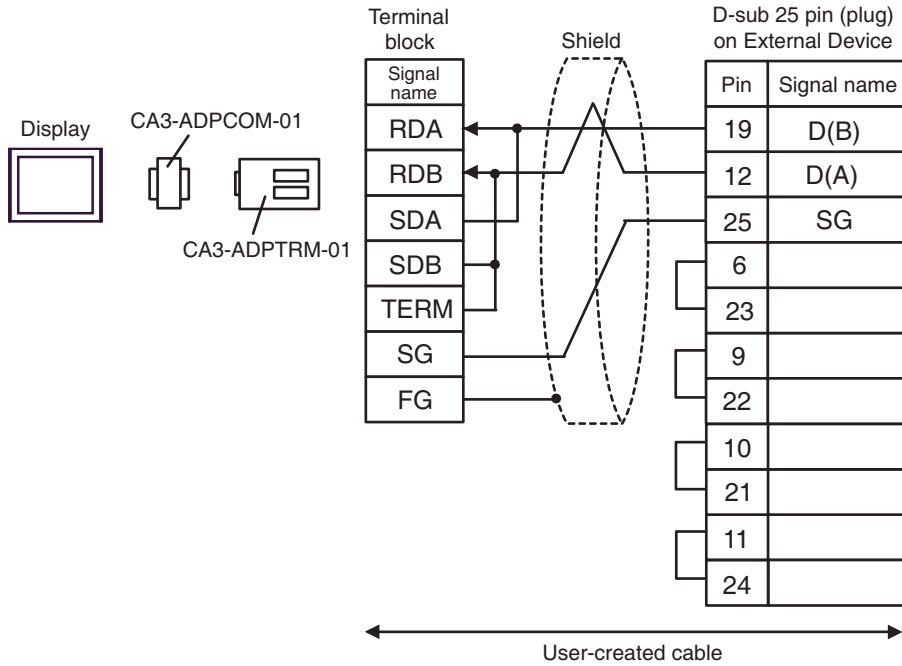 Display
CA3-ADPCOM-01
CA3-ADPTRM-01
Terminal
block
Signal
name
RDA
RDB
SDA
SDB
TERM
SG
FG
Shield
D-sub 25 pin (plug)
on External Device
Pin Signal name
19 D(B)
12 D(A)
25 SG
6
23
9
22
10
21
11
24
User-created cable